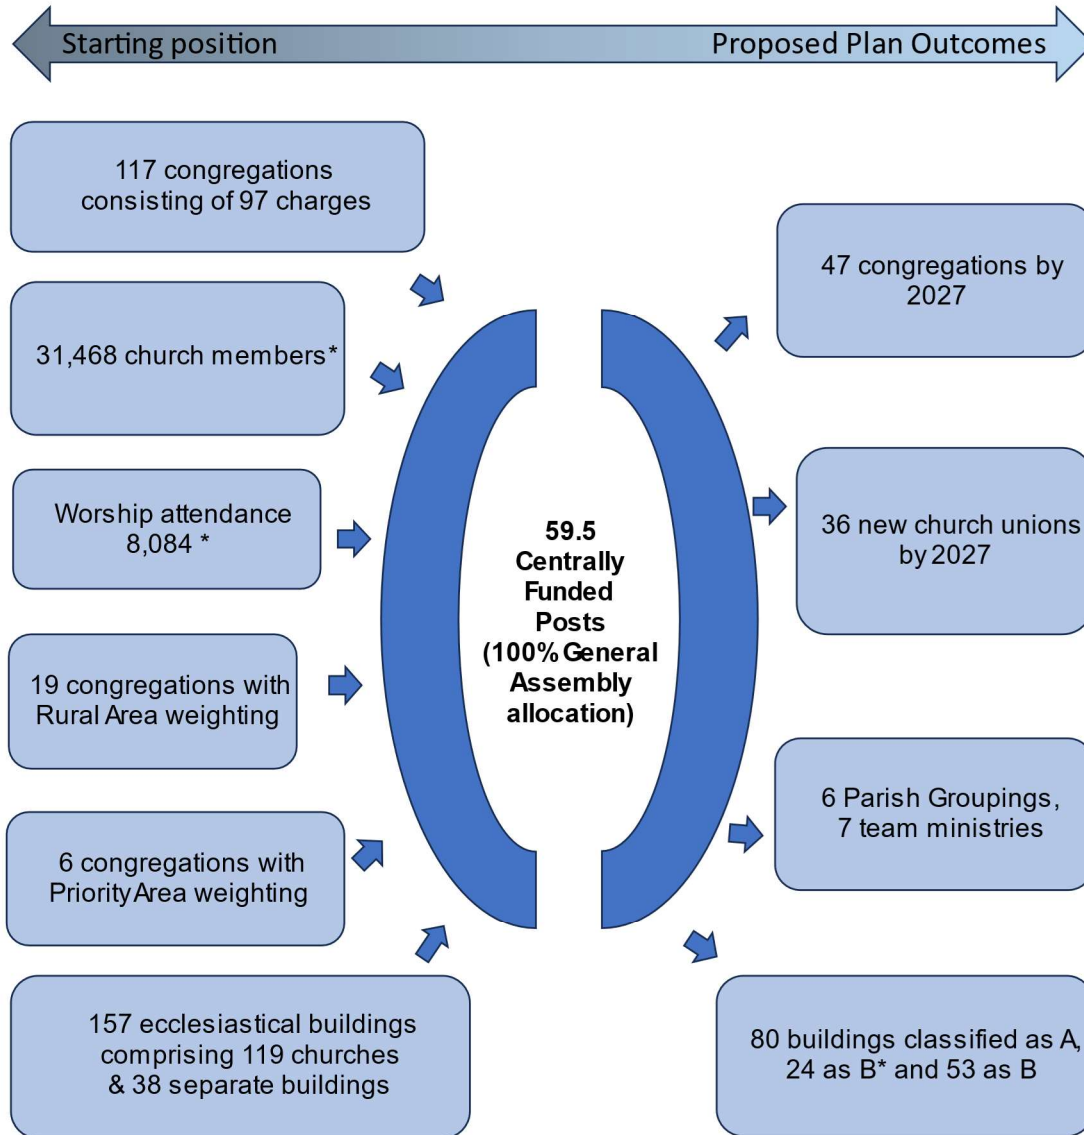 Starting position
Proposed Plan Outcomes
117 congregations
consisting of 97 charges
31,468 church members*
Worship attendance
8,084 *
19 congregations with
Rural Area weighting
6 congregations with
Priority Area weighting
157 ecclesiastical buildings
comprising 119 churches
& 38 separate buildings
59.5
Centrally
Funded
Posts
(100% General
Assembly
allocation)
47 congregations by
2027
36 new church unions
by 2027
6 Parish Groupings,
7 team ministries
80 buildings classified as A,
24 as B* and 53 as B